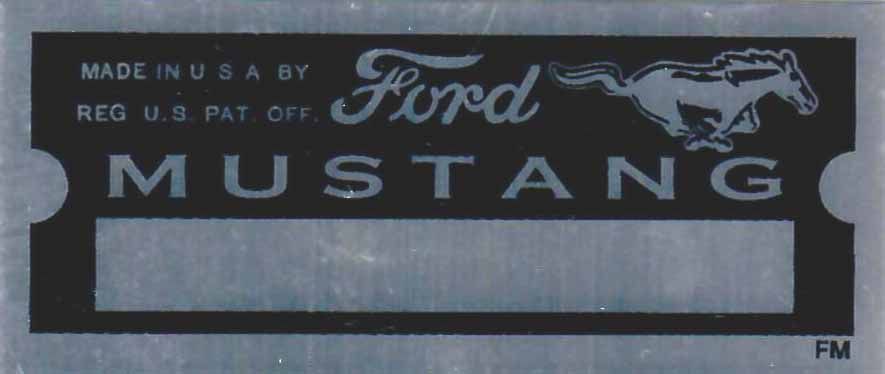 MADE IN U S A BY Ford
REG U.S. PAT. OFF.
MUSTANG
FM